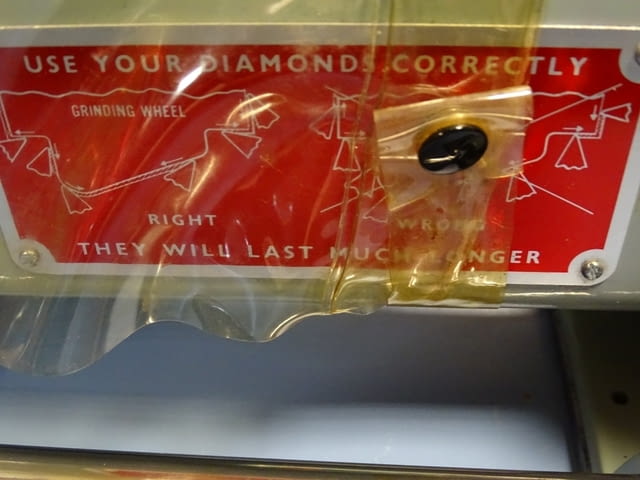 USE YOUR DIAMONDS CORRECTLY
GRINDING WHEEL
RIGHT
WRONG
THEY WILL LAST MUCH LONGER